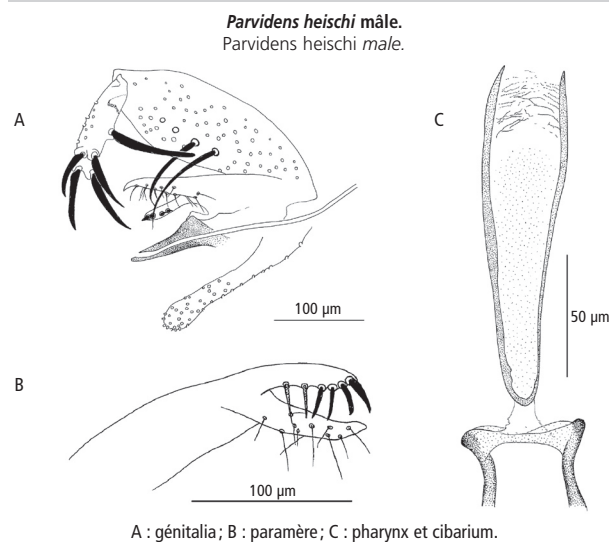 Parvidens heischi mâle.
Parvidens heischi male.
A
C
100 µm
50 µm
B
100 µm
A : génitalia ; B : paramère ; C : pharynx et cibarium.